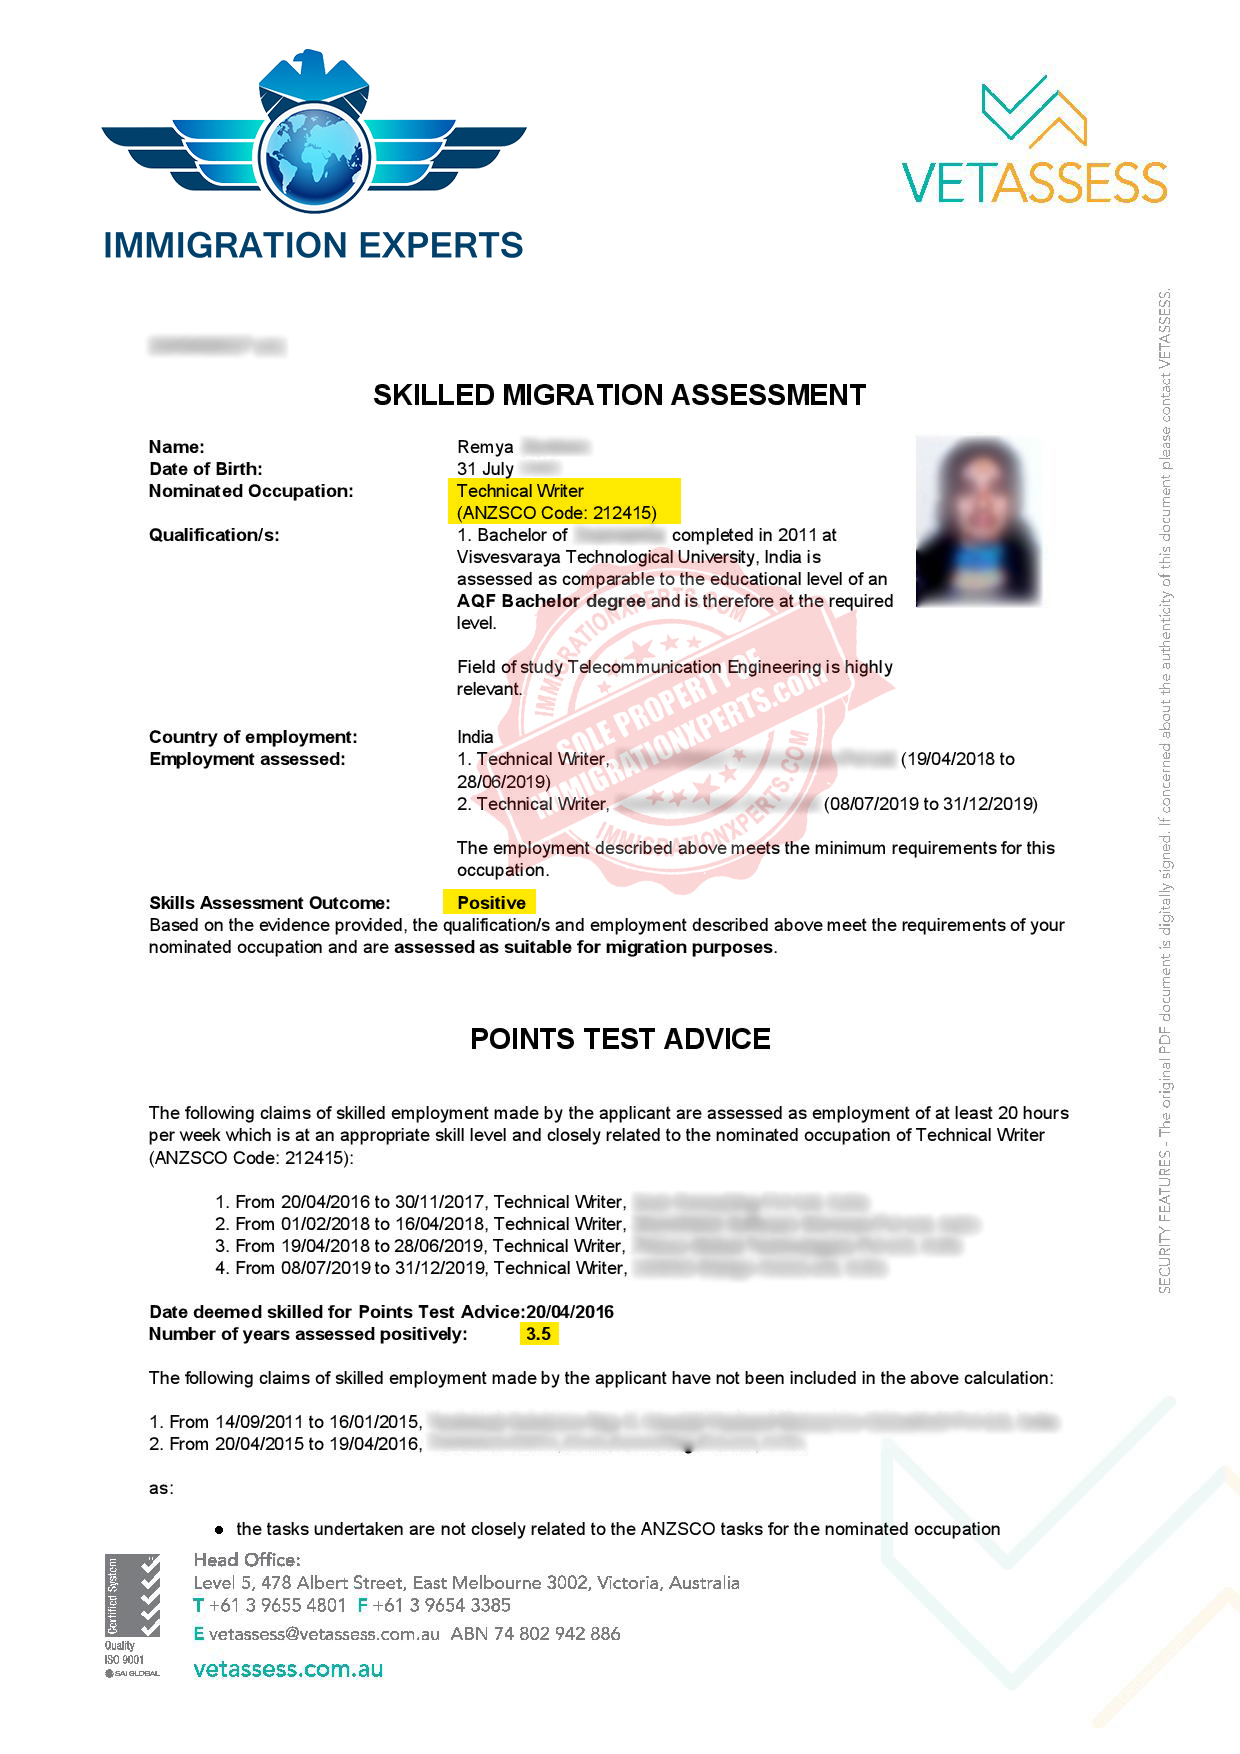 IMMIGRATION EXPERTS
VETASSESS
SKILLED MIGRATION ASSESSMENT
Name: Remya
Date of Birth: 31 July
Nominated Occupation: Technical Writer
(ANZSCO Code: 212415)
Qualification/s: 1. Bachelor of completed in 2011 at
Visvesvaraya Technological University, India is
assessed as comparable to the educational level of an
AQF Bachelor degree and is therefore at the required
level.
Field of study Telecommunication Engineering is highly
relevant.
Country of employment: India
Employment assessed: 1. Technical Writer, (19/04/2018 to
28/06/2019)
2. Technical Writer, (08/07/2019 to 31/12/2019)
The employment described above meets the minimum requirements for this
occupation.
Skills Assessment Outcome: Positive
Based on the evidence provided, the qualification/s and employment described above meet the requirements of your
nominated occupation and are assessed as suitable for migration purposes.
IMMIGRATIONXPERTS.COM
SOLE PROPERTY OF
IMMIGRATIONXPERTS.com
IMMIGRATIONXPERTS.COM
POINTS TEST ADVICE
The following claims of skilled employment made by the applicant are assessed as employment of at least 20 hours
per week which is at an appropriate skill level and closely related to the nominated occupation of Technical Writer
(ANZSCO Code: 212415):
1. From 20/04/2016 to 30/11/2017, Technical Writer,
2. From 01/02/2018 to 16/04/2018, Technical Writer,
3. From 19/04/2018 to 28/06/2019, Technical Writer,
4. From 08/07/2019 to 31/12/2019, Technical Writer,
Date deemed skilled for Points Test Advice:20/04/2016
Number of years assessed positively: 3.5
The following claims of skilled employment made by the applicant have not been included in the above calculation:
1. From 14/09/2011 to 16/01/2015,
2. From 20/04/2015 to 19/04/2016,
as:
● the tasks undertaken are not closely related to the ANZSCO tasks for the nominated occupation
SECURITY FEATURES - The original PDF document is digitally signed. If concerned about the authenticity of this document please contact VETASSESS.
Certified System
Quality
ISO 9001
SAI GLOBAL
Head Office:
Level 5, 478 Albert Street, East Melbourne 3002, Victoria, Australia
T +61 3 9655 4801 F +61 3 9654 3385
E vetassess@vetassess.com.au ABN 74 802 942 886
vetassess.com.au